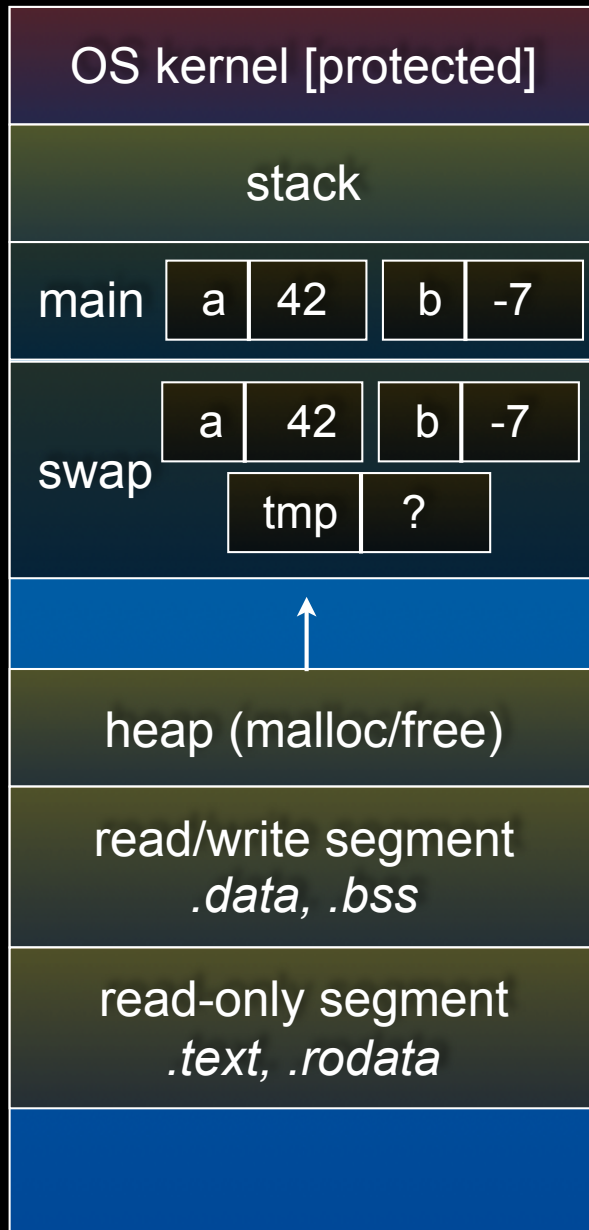 OS kernel [protected]
stack
main a 42 b -7
a 42 b -7
swap
tmp ?
heap (malloc/free)
read/write segment
.data, .bss
read-only segment
.text, .rodata